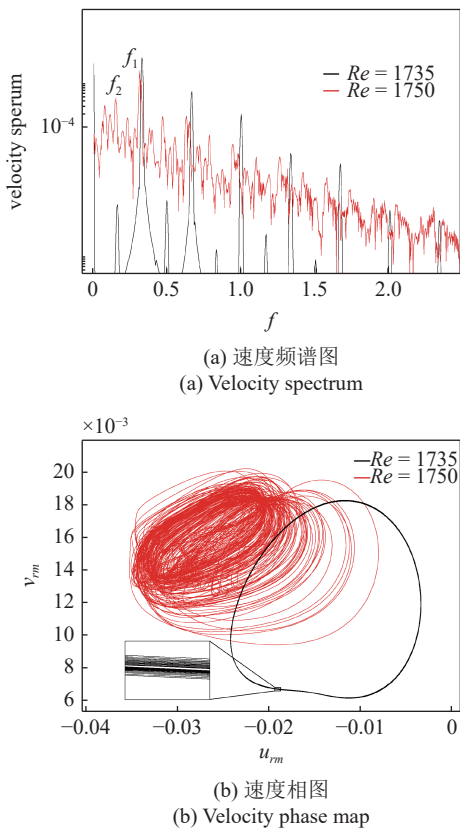 f₁
f₂
Re = 1735
Re = 1750
10⁻⁴
velocity sperum
0 0.5 1.0 1.5 2.0
f
(a) 速度频谱图
(a) Velocity spectrum
×10⁻³
Re = 1735
Re = 1750
20
18
16
14
12
10
8
6
v_rm
−0.04 −0.03 −0.02 −0.01 0
u_rm
(b) 速度相图
(b) Velocity phase map